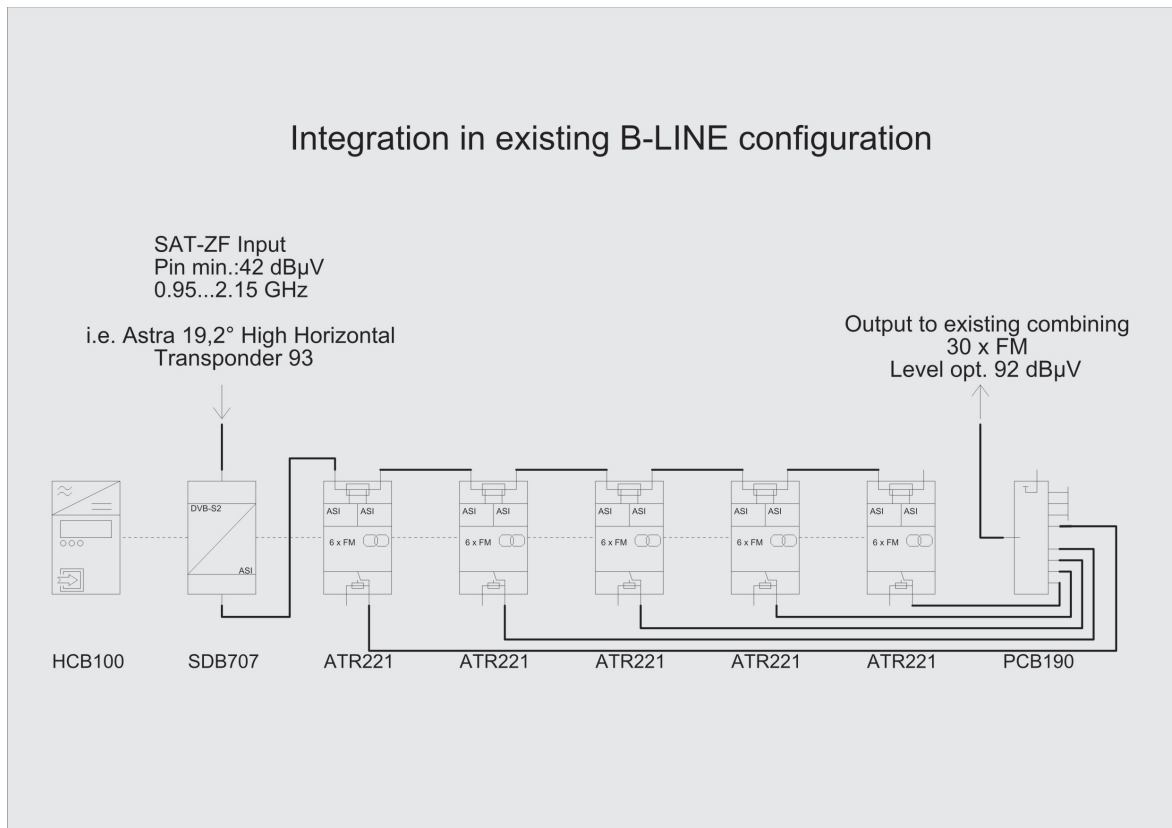 Integration in existing B-LINE configuration
SAT-ZF Input
Pin min.:42 dBµV
0.95...2.15 GHz
i.e. Astra 19,2° High Horizontal
Transponder 93
Output to existing combining
30 x FM
Level opt. 92 dBµV
DVB-S2
ASI
ASI ASI
6 x FM
ASI ASI
6 x FM
ASI ASI
6 x FM
ASI ASI
6 x FM
ASI ASI
6 x FM
HCB100
SDB707
ATR221
ATR221
ATR221
ATR221
ATR221
PCB190